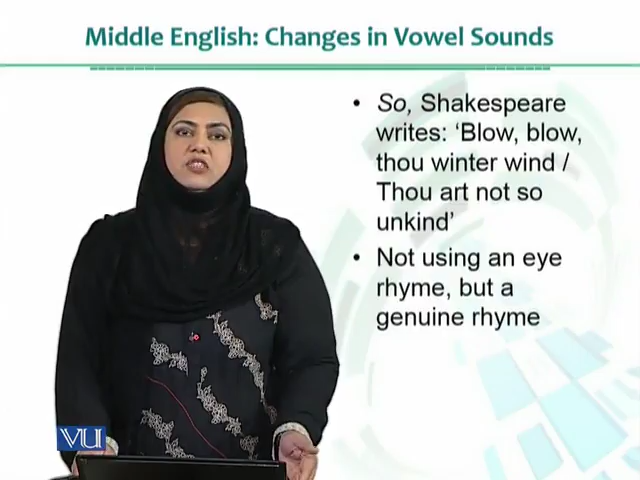 Middle English: Changes in Vowel Sounds
• So, Shakespeare
writes: ‘Blow, blow,
thou winter wind /
Thou art not so
unkind’
• Not using an eye
rhyme, but a
genuine rhyme
VU